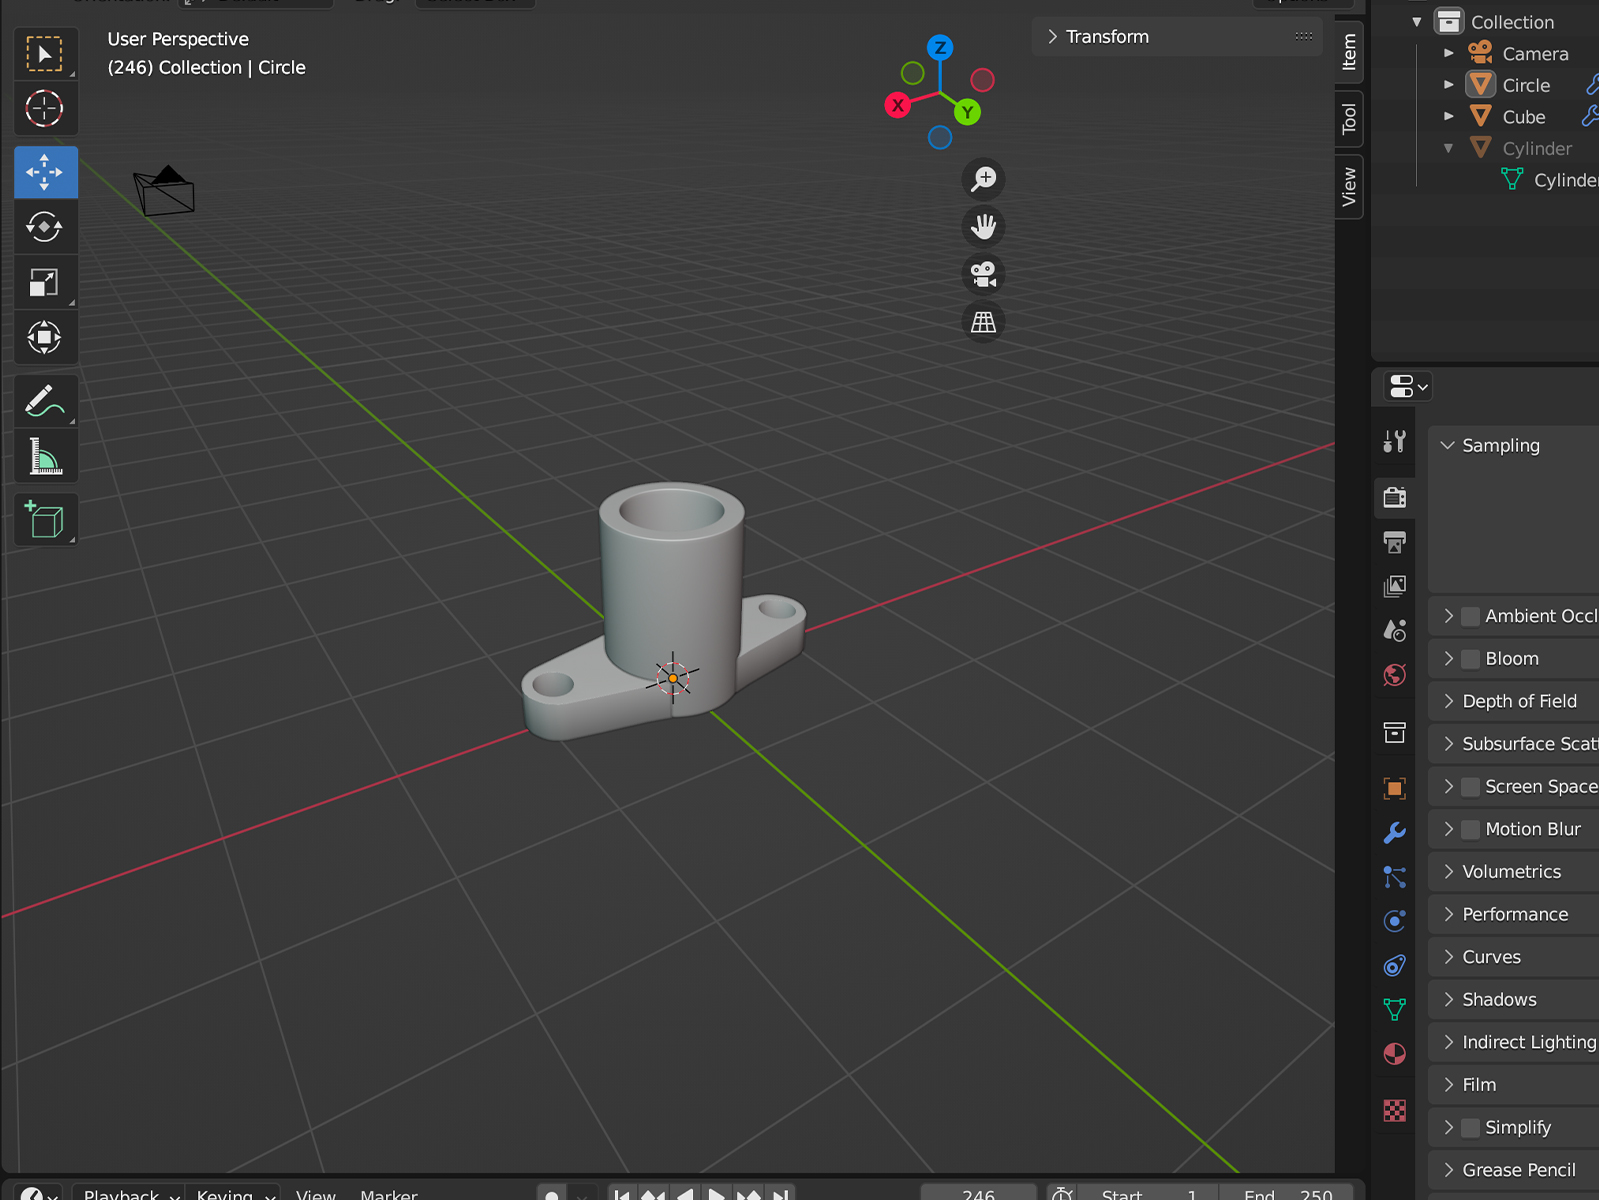 User Perspective
(246) Collection | Circle
Z
X
Y
Transform
Item
Tool
View
Collection
Camera
Circle
Cube
Cylinder
Cylinder
Sampling
Ambient Occl
Bloom
Depth of Field
Subsurface Scatt
Screen Space
Motion Blur
Volumetrics
Performance
Curves
Shadows
Indirect Lighting
Film
Simplify
Grease Pencil
Playback Keying View Marker 246 Start 1 End 250